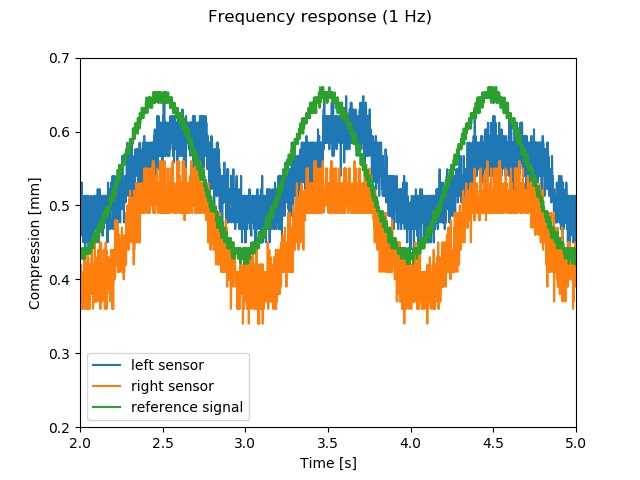 Frequency response (1 Hz)
0.7
0.6
0.5
0.4
0.3
0.2
Compression [mm]
left sensor
right sensor
reference signal
2.0 2.5 3.0 3.5 4.0 4.5 5.0
Time [s]